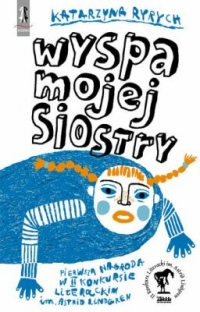 KATARZYNA RYRYCH
WYSPA
MOJEJ
SIOSTRY
PIERWSZA NAGRODA
W II KONKURSIE
LITERACKIM
im. ASTRID LINDGREN